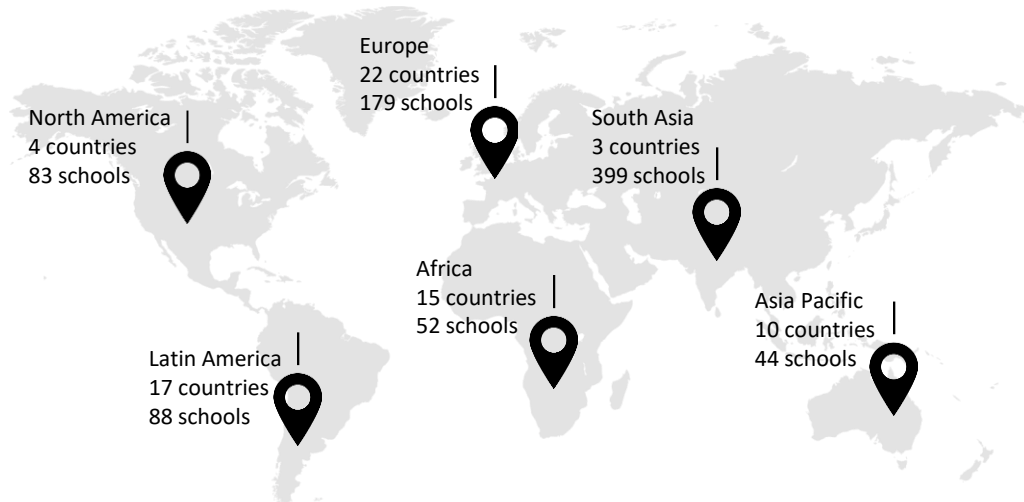 Europe
22 countries
179 schools
North America
4 countries
83 schools
South Asia
3 countries
399 schools
Africa
15 countries
52 schools
Asia Pacific
10 countries
44 schools
Latin America
17 countries
88 schools